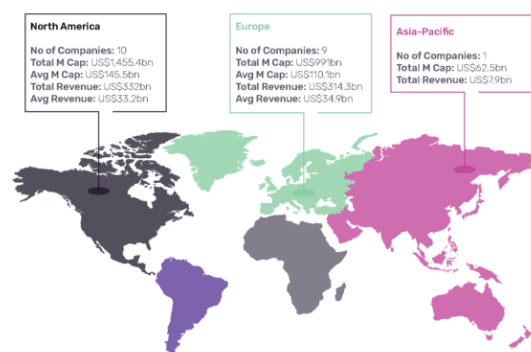 North America
No of Companies: 10
Total M Cap: US$1,455.4bn
Avg M Cap: US$145.5bn
Total Revenue: US$332bn
Avg Revenue: US$33.2bn
Europe
No of Companies: 9
Total M Cap: US$991bn
Avg M Cap: US$110.1bn
Total Revenue: US$314.3bn
Avg Revenue: US$34.9bn
Asia-Pacific
No of Companies: 1
Total M Cap: US$62.5bn
Total Revenue: US$7.9bn